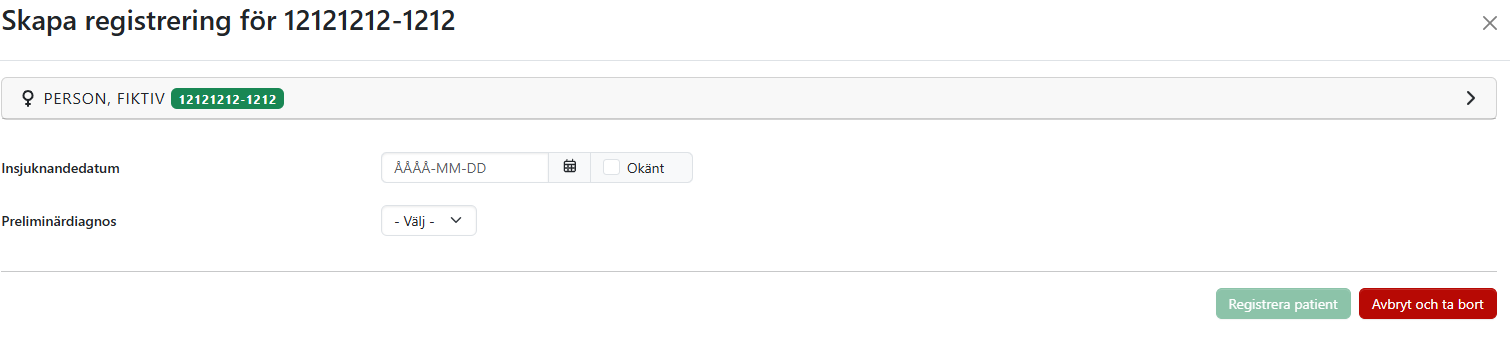 Skapa registrering för 12121212-1212
PERSON, FIKTIV 12121212-1212
Insjuknandedatum ÅÅÅÅ-MM-DD Okänt
Preliminärdiagnos - Välj -
Registrera patient Avbryt och ta bort